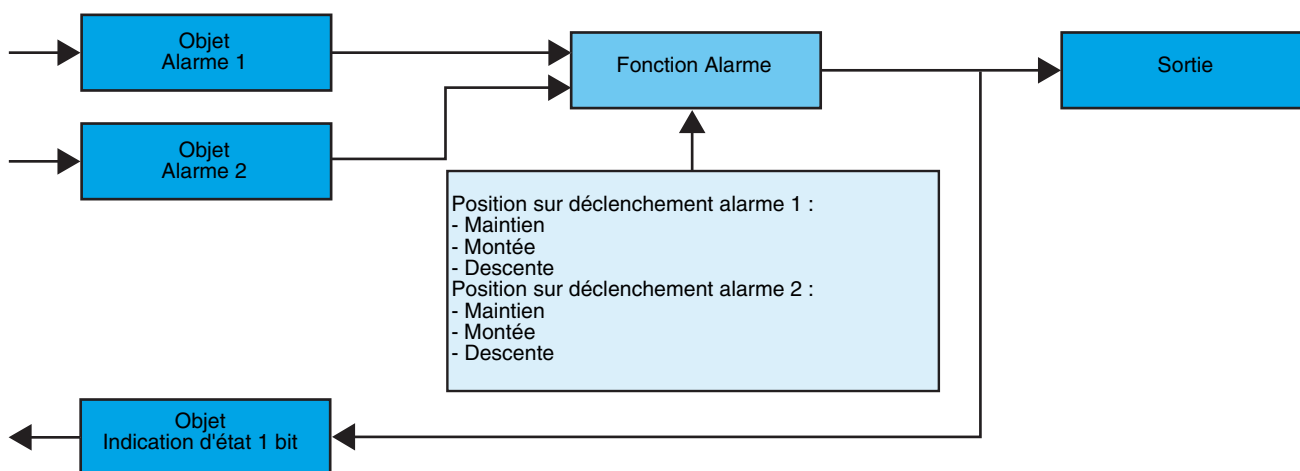 Objet
Alarme 1
Fonction Alarme
Sortie
Objet
Alarme 2
Position sur déclenchement alarme 1 :
- Maintien
- Montée
- Descente
Position sur déclenchement alarme 2 :
- Maintien
- Montée
- Descente
Objet
Indication d'état 1 bit